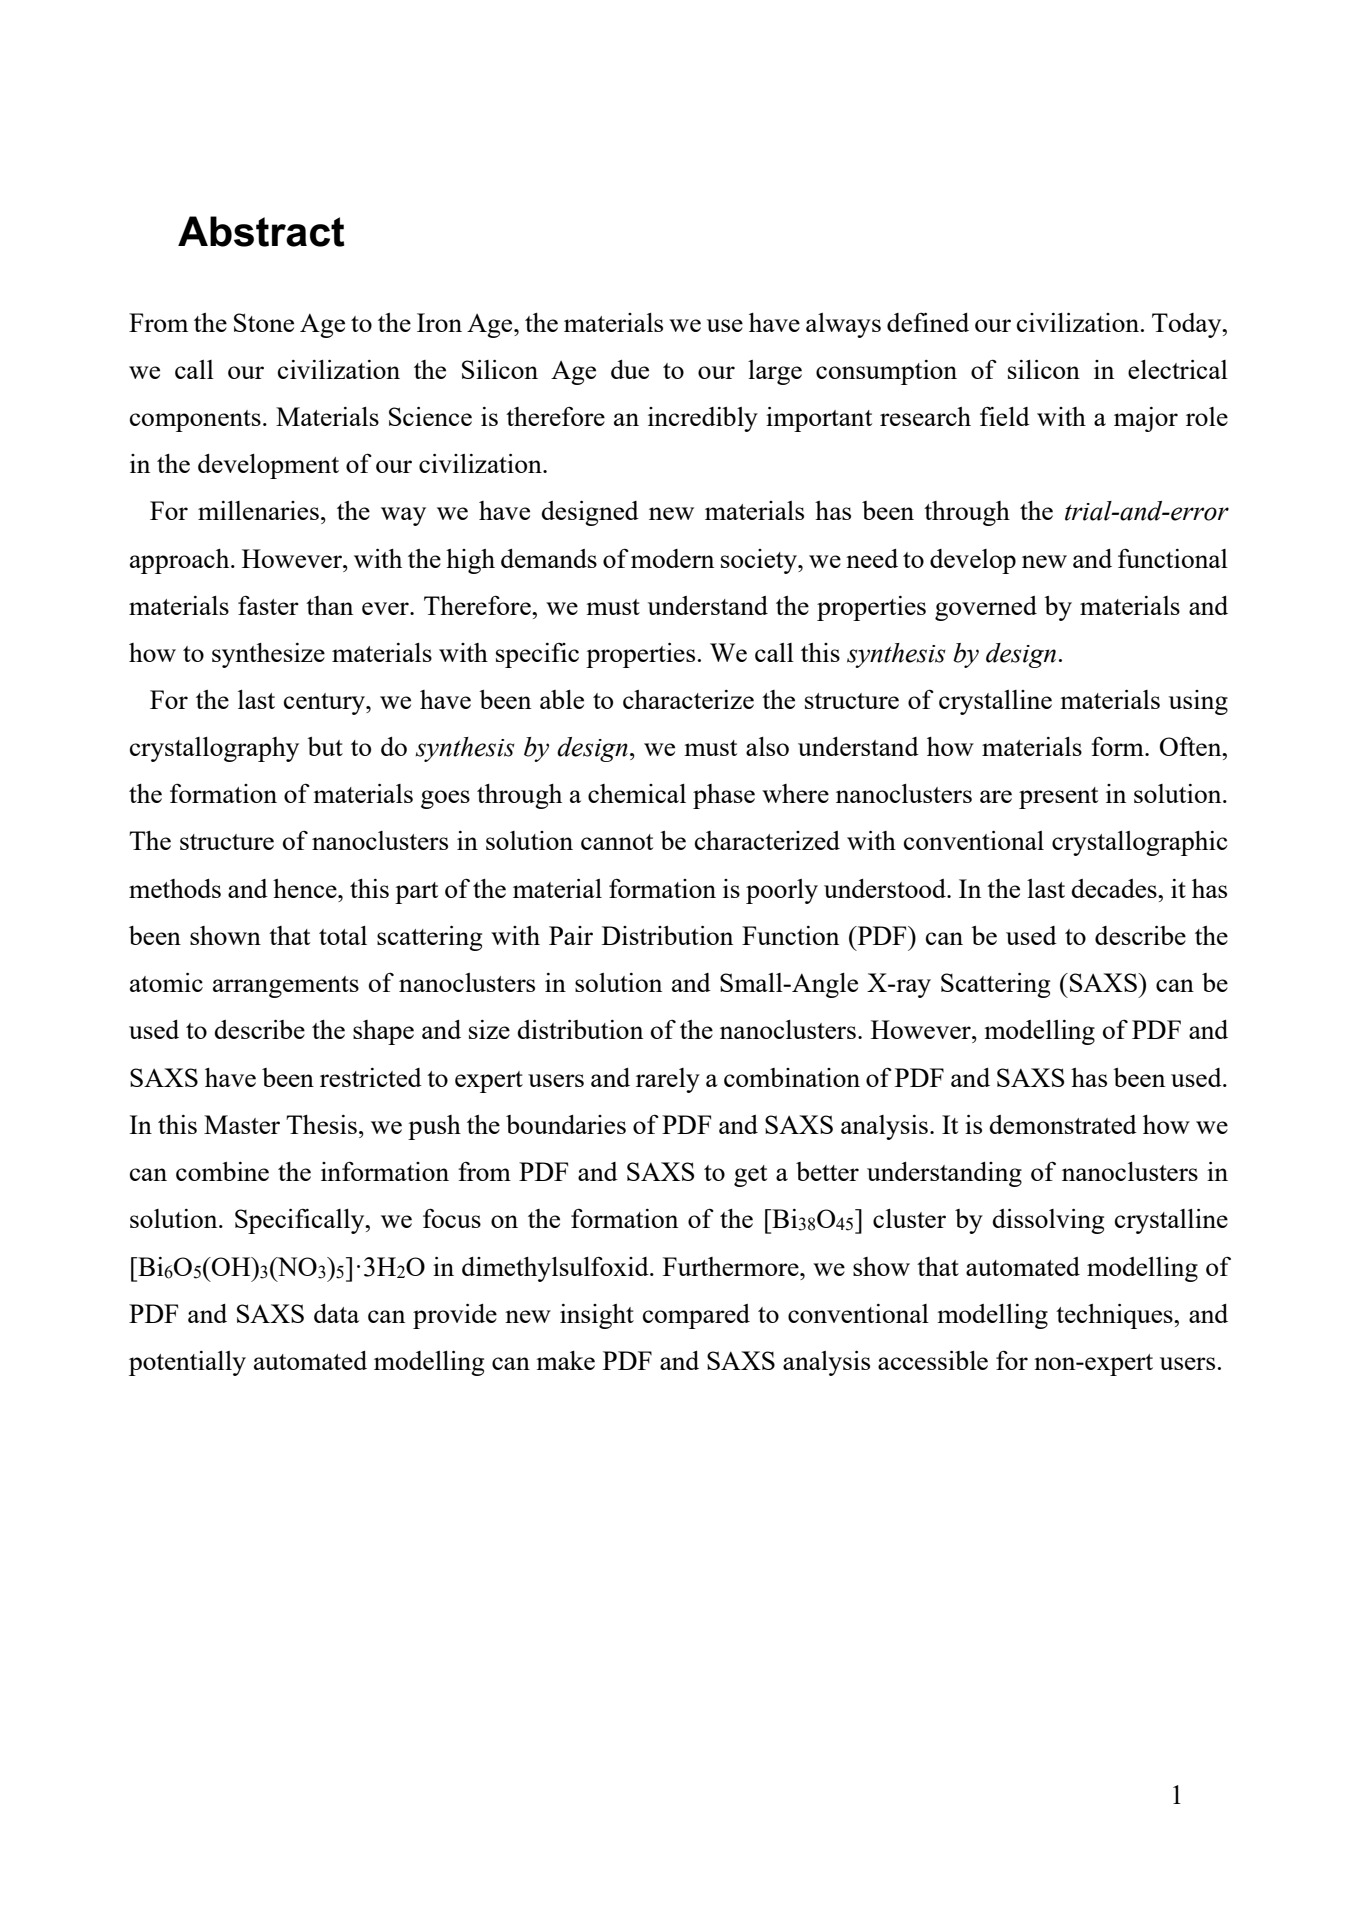 Abstract
From the Stone Age to the Iron Age, the materials we use have always defined our civilization. Today,
we call our civilization the Silicon Age due to our large consumption of silicon in electrical
components. Materials Science is therefore an incredibly important research field with a major role
in the development of our civilization.
For millenaries, the way we have designed new materials has been through the trial-and-error
approach. However, with the high demands of modern society, we need to develop new and functional
materials faster than ever. Therefore, we must understand the properties governed by materials and
how to synthesize materials with specific properties. We call this synthesis by design.
For the last century, we have been able to characterize the structure of crystalline materials using
crystallography but to do synthesis by design, we must also understand how materials form. Often,
the formation of materials goes through a chemical phase where nanoclusters are present in solution.
The structure of nanoclusters in solution cannot be characterized with conventional crystallographic
methods and hence, this part of the material formation is poorly understood. In the last decades, it has
been shown that total scattering with Pair Distribution Function (PDF) can be used to describe the
atomic arrangements of nanoclusters in solution and Small-Angle X-ray Scattering (SAXS) can be
used to describe the shape and size distribution of the nanoclusters. However, modelling of PDF and
SAXS have been restricted to expert users and rarely a combination of PDF and SAXS has been used.
In this Master Thesis, we push the boundaries of PDF and SAXS analysis. It is demonstrated how we
can combine the information from PDF and SAXS to get a better understanding of nanoclusters in
solution. Specifically, we focus on the formation of the [Bi₃₈O₄₅] cluster by dissolving crystalline
[Bi₆O₅(OH)₃(NO₃)₅]·3H₂O in dimethylsulfoxid. Furthermore, we show that automated modelling of
PDF and SAXS data can provide new insight compared to conventional modelling techniques, and
potentially automated modelling can make PDF and SAXS analysis accessible for non-expert users.
1